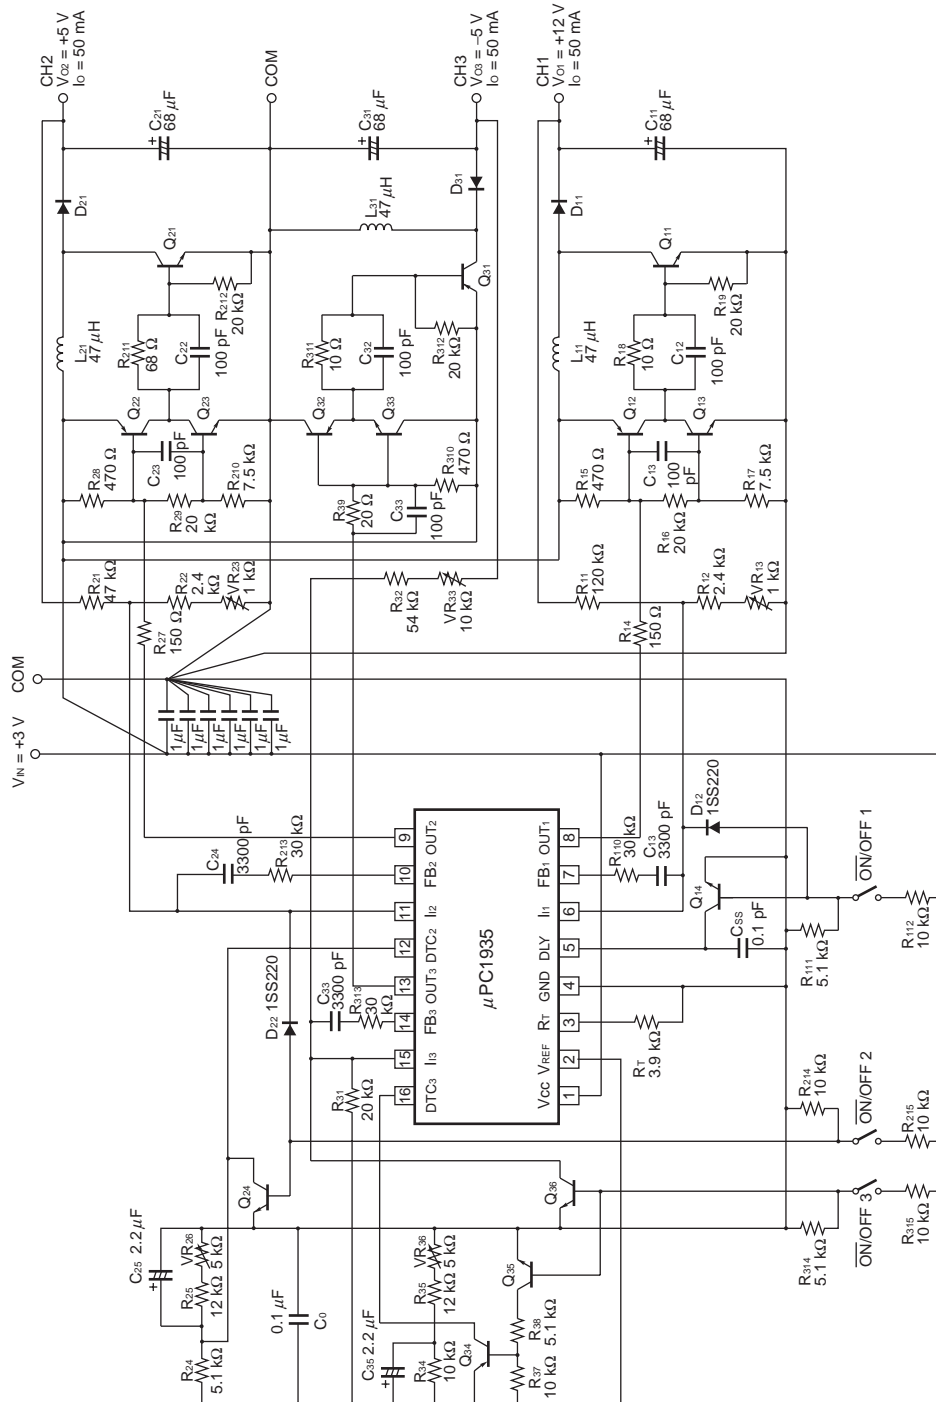 CH2
VO2 = +5 V
IO = 50 mA
COM
CH3
VO3 = −5 V
IO = 50 mA
CH1
VO1 = +12 V
IO = 50 mA
+ C21
68 µF
+ C31
68 µF
+ C11
68 µF
D21
D31
D11
L31
47 µH
Q21
Q31
Q11
R212
20 kΩ
R312
20 kΩ
R19
20 kΩ
L21
47 µH
R211
68 Ω
C22
100 pF
R311
10 Ω
C32
100 pF
L11
47 µH
R18
10 Ω
C12
100 pF
Q22
Q23
Q32
Q33
Q12
Q13
R28
470 Ω
C23
100 pF
R29
20
kΩ
R210
7.5 kΩ
R39
20 Ω
C33
100 pF
R310
470 Ω
R15
470 Ω
C13
100
pF
R16
20 kΩ
R17
7.5 kΩ
R21
47 kΩ
R22
2.4
kΩ
VR23
1 kΩ
R27
150 Ω
R32
54 kΩ
VR33
10 kΩ
R11
120 kΩ
R12
2.4 kΩ
VR13
1 kΩ
R14
150 Ω
COM
VIN = +3 V
1 µF
1 µF
1 µF
1 µF
1 µF
1 µF
C24
3300 pF
R213
30 kΩ
D22 1SS220
C33
3300 pF
R313
30
kΩ
R31
20 kΩ
9
10
11
12
13
14
15
16
OUT2
FB2
II2
DTC2
OUT3
FB3
II3
DTC3
µPC1935
OUT1
FB1
II1
DLY
GND
RT
VREF
Vcc
8
7
6
5
4
3
2
1
R110
30 kΩ
C13
3300 pF
D12
1SS220
Q14
CSS
0.1 pF
RT
3.9 kΩ
R111
5.1 kΩ
ON/OFF 1
R112
10 kΩ
R214
10 kΩ
ON/OFF 2
R215
10 kΩ
R314
5.1 kΩ
ON/OFF 3
R315
10 kΩ
Q24
Q36
Q35
Q34
C25 2.2 µF
+
VR26
5 kΩ
R25
12 kΩ
R24
5.1 kΩ
0.1 µF
C0
VR36
5 kΩ
R35
12 kΩ
C35 2.2 µF
+
R34
10 kΩ
R38
5.1 kΩ
R37
10 kΩ